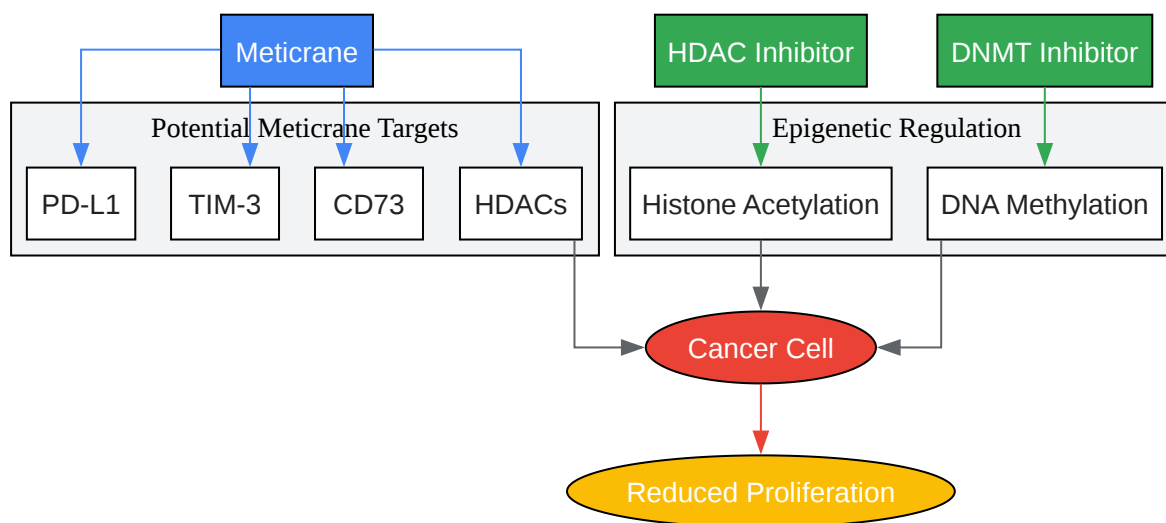 Meticrane
HDAC Inhibitor
DNMT Inhibitor
Potential Meticrane Targets
Epigenetic Regulation
PD-L1
TIM-3
CD73
HDACs
Histone Acetylation
DNA Methylation
Cancer Cell
Reduced Proliferation